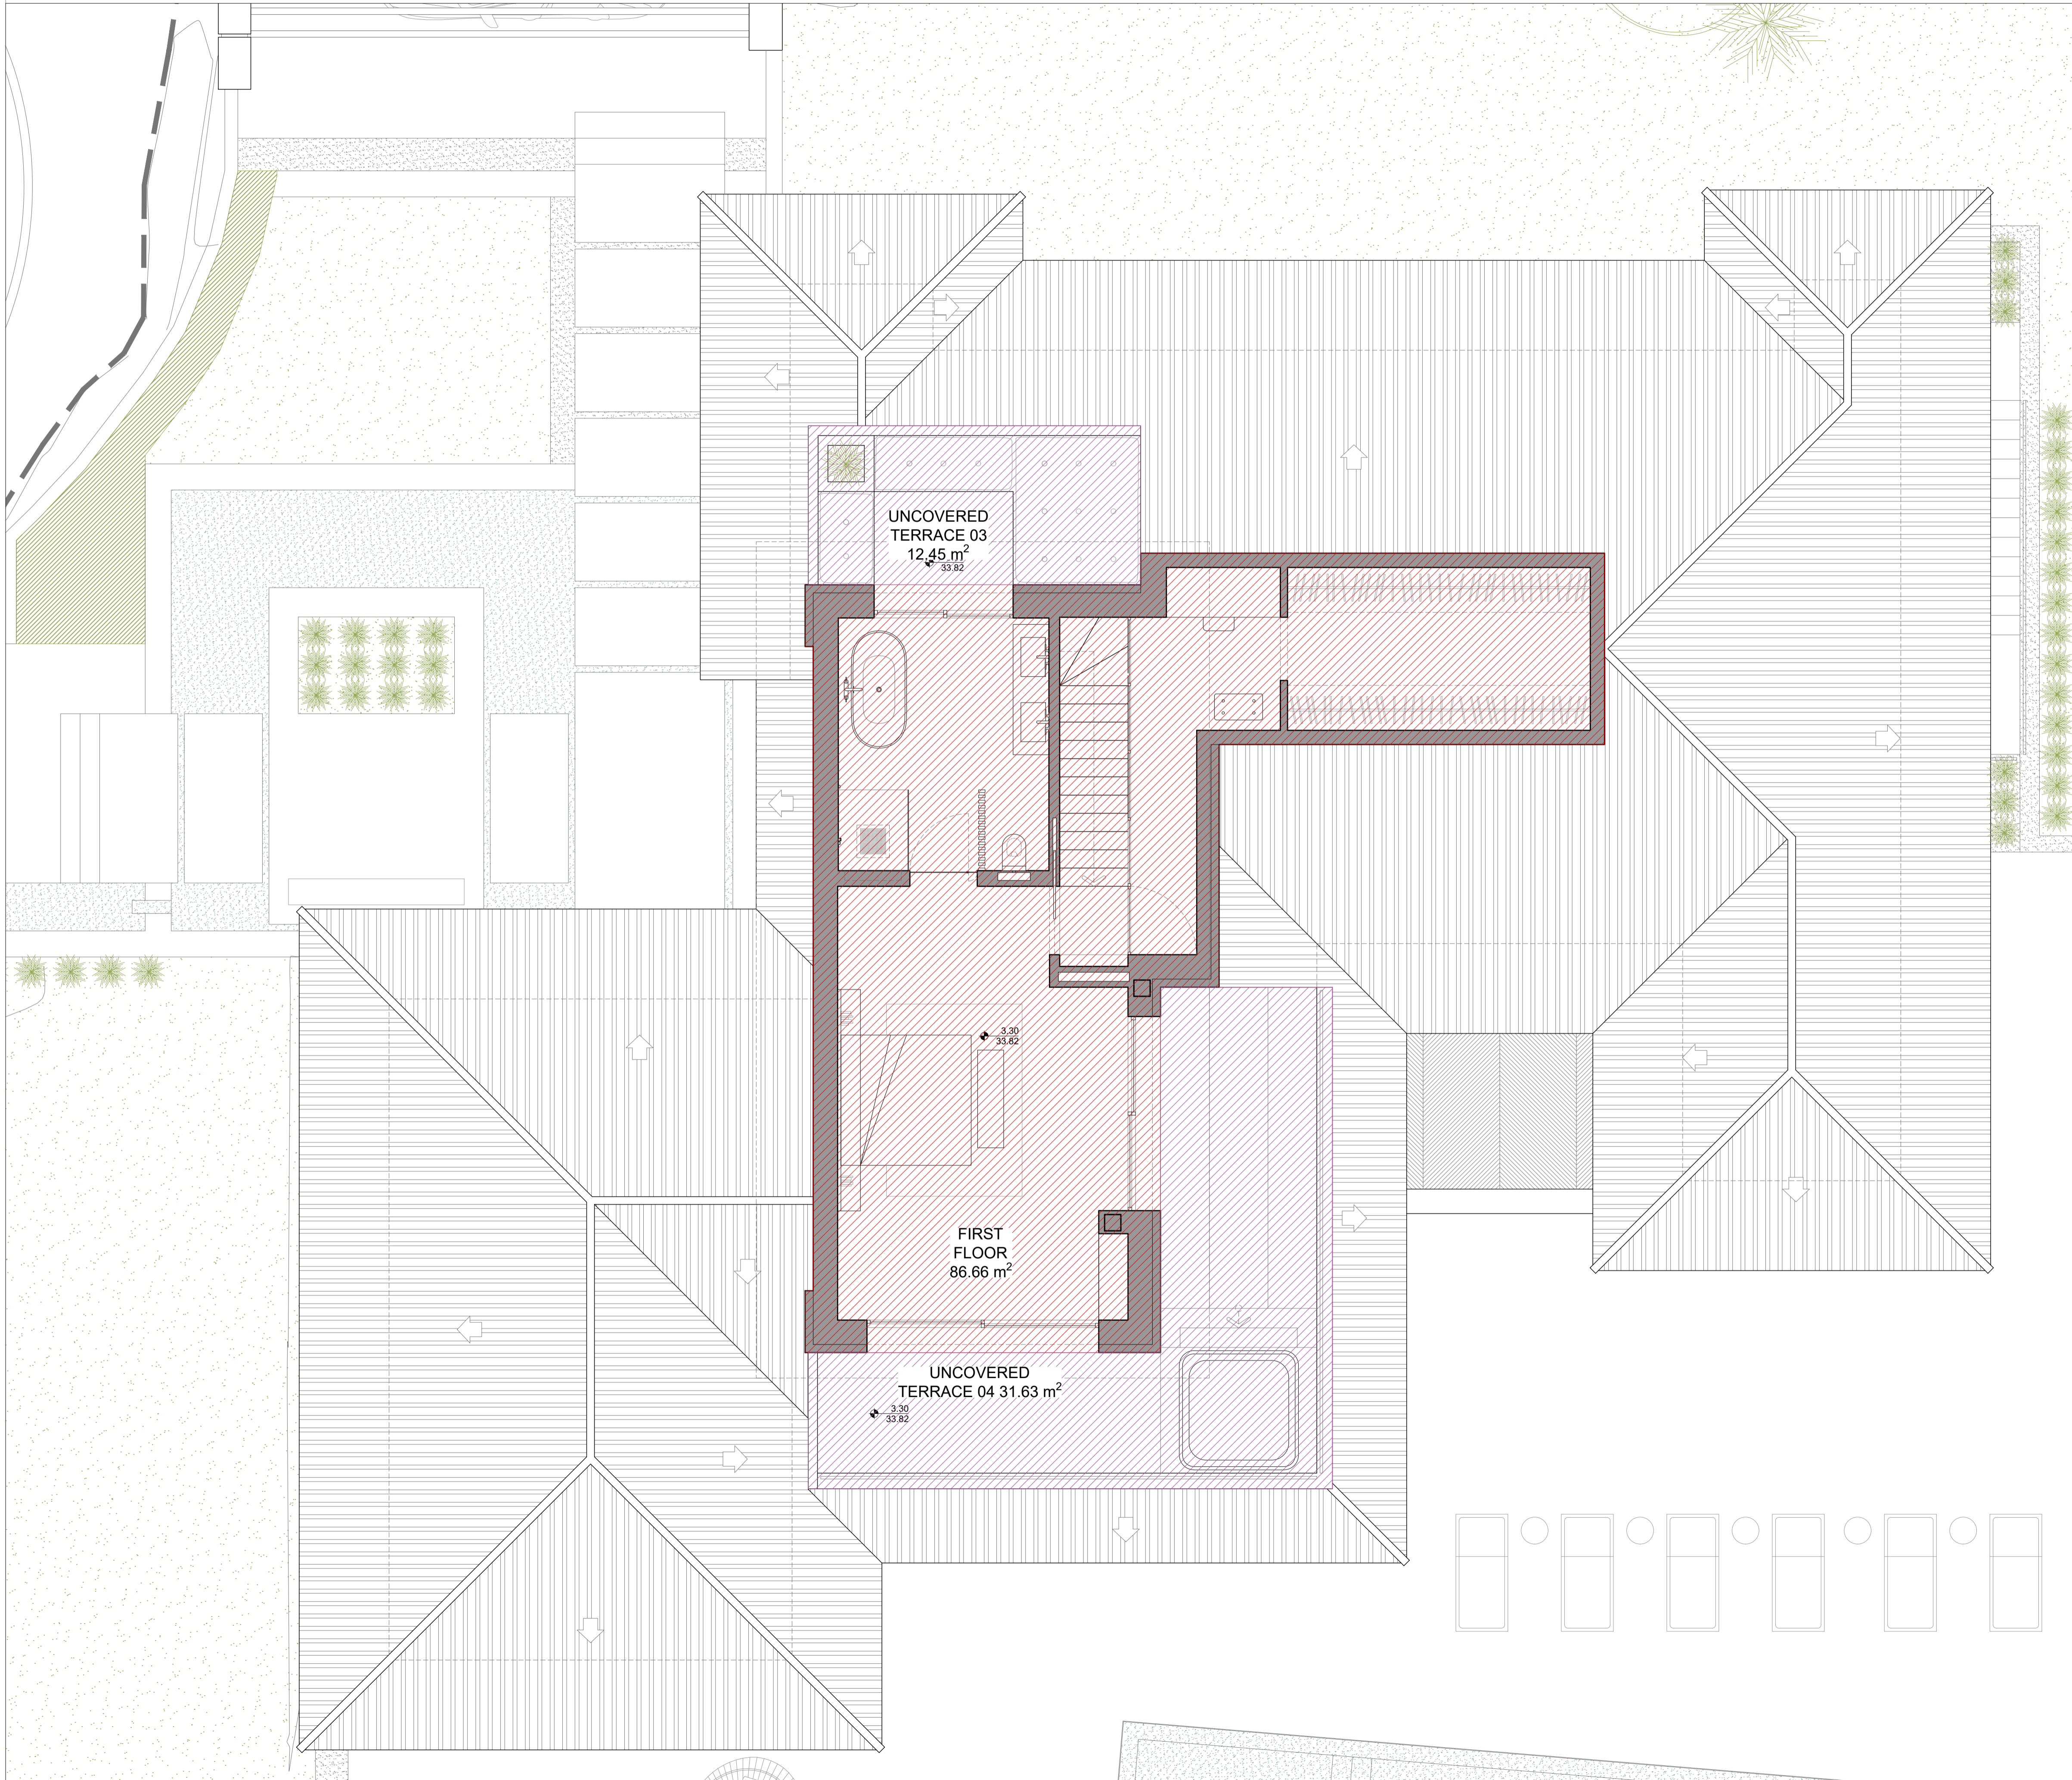 UNCOVERED
TERRACE 03
12.45 m²
33.82
3.30
33.82
FIRST
FLOOR
86.66 m²
UNCOVERED
TERRACE 04 31.63 m²
3.30
33.82